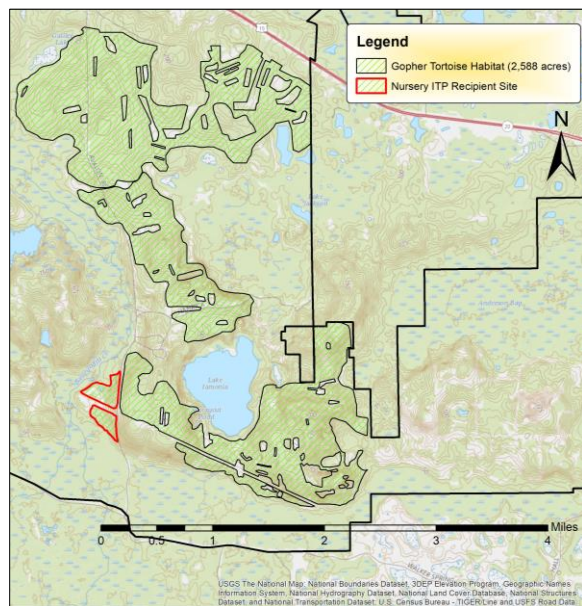 Legend
Gopher Tortoise Habitat (2,588 acres)
Nursery ITP Recipient Site
N
Lake
Miles
0 0.5 1 2 3 4
USGS The National Map: National Boundaries Dataset, 3DEP Elevation Program, Geographic Names
Information System, National Hydrography Dataset, National Land Cover Database, National Structures
Dataset, and National Transportation Dataset; U.S. Census Bureau - TIGER/Line and USFS Road Data